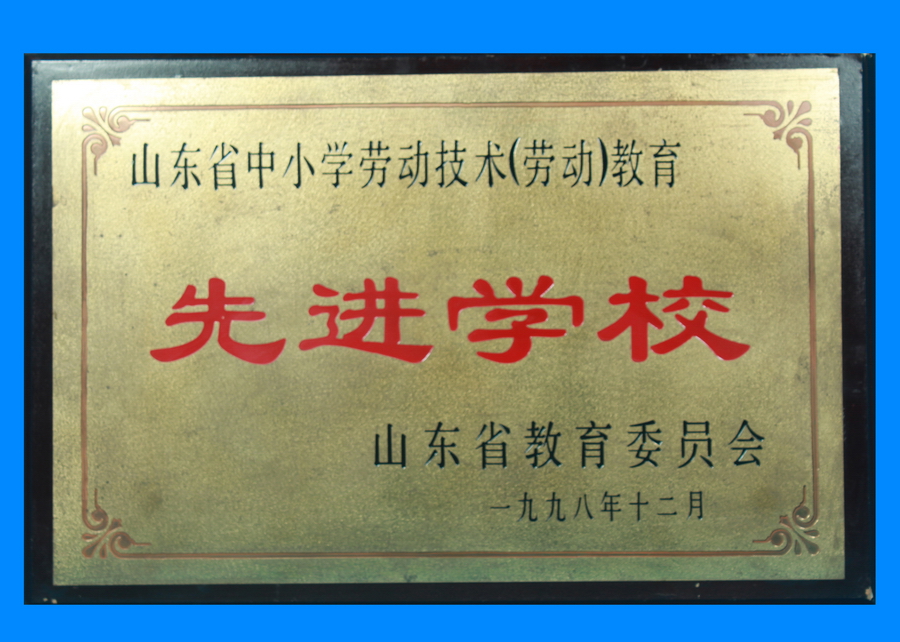 山东省中小学劳动技术(劳动)教育
先进学校
山东省教育委员会
一九九八年十二月